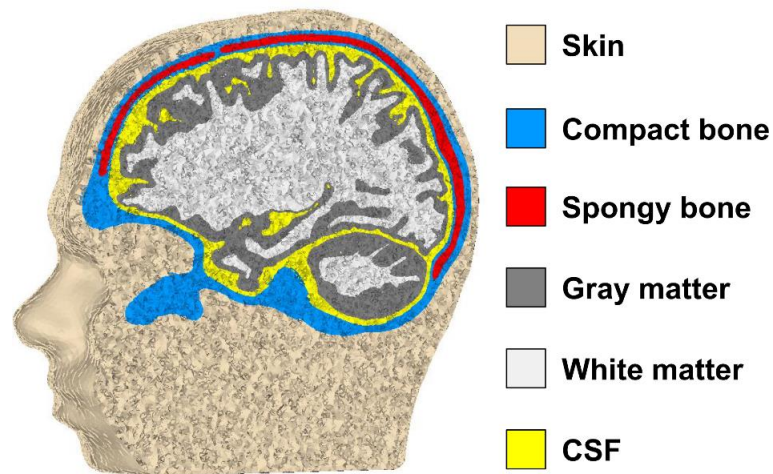 Skin
Compact bone
Spongy bone
Gray matter
White matter
CSF